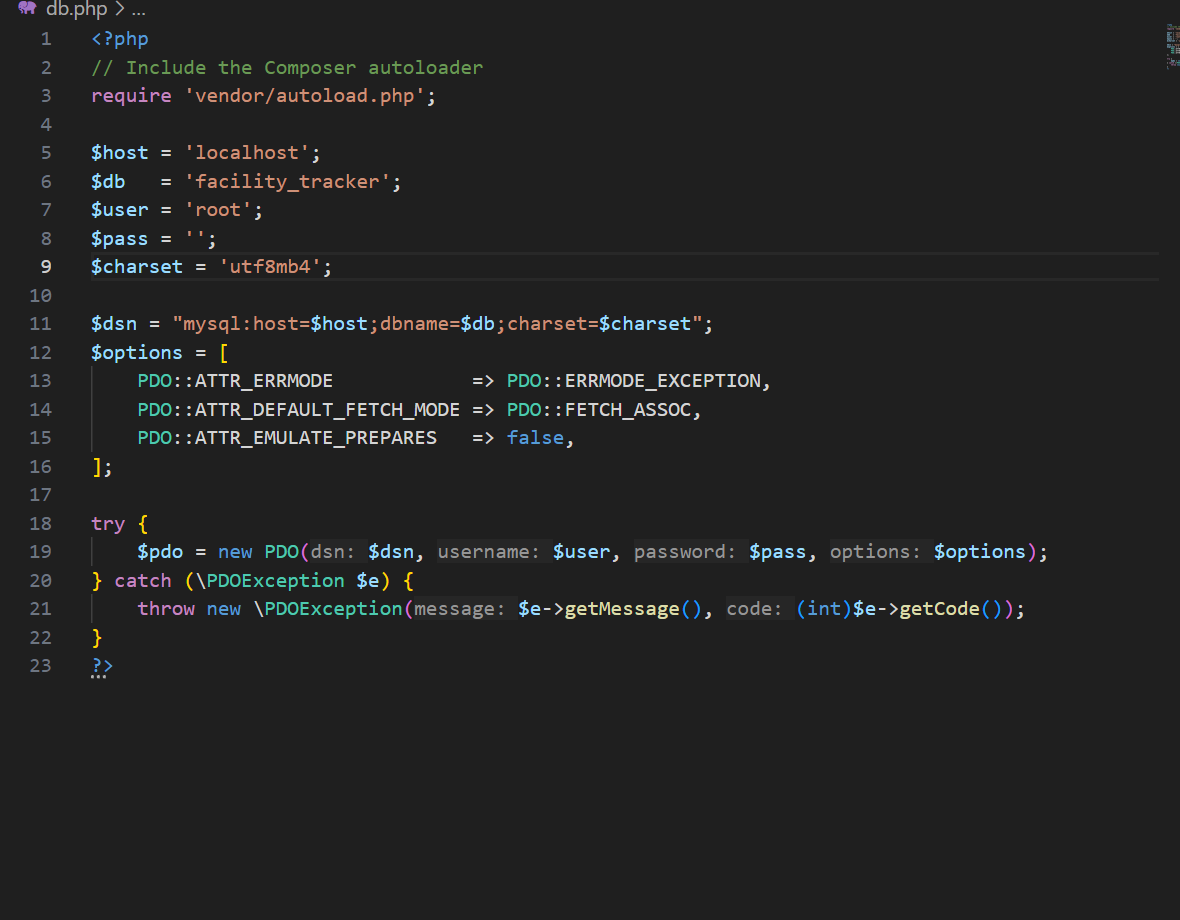 db.php > ...
1 <?php
2 // Include the Composer autoloader
3 require 'vendor/autoload.php';
4
5 $host = 'localhost';
6 $db   = 'facility_tracker';
7 $user = 'root';
8 $pass = '';
9 $charset = 'utf8mb4';
10
11 $dsn = "mysql:host=$host;dbname=$db;charset=$charset";
12 $options = [
13     PDO::ATTR_ERRMODE            => PDO::ERRMODE_EXCEPTION,
14     PDO::ATTR_DEFAULT_FETCH_MODE => PDO::FETCH_ASSOC,
15     PDO::ATTR_EMULATE_PREPARES   => false,
16 ];
17
18 try {
19     $pdo = new PDO(dsn: $dsn, username: $user, password: $pass, options: $options);
20 } catch (\PDOException $e) {
21     throw new \PDOException(message: $e->getMessage(), code: (int)$e->getCode());
22 }
23 ?>